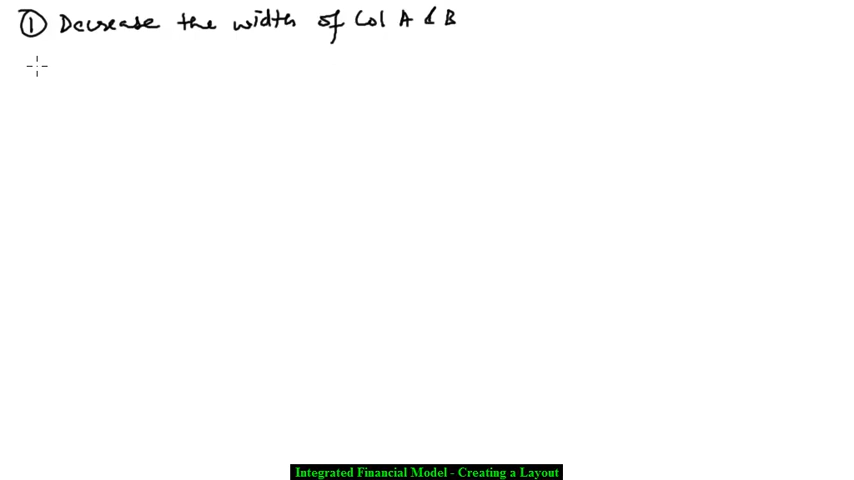 ① Decrease the width of Col A & B
Integrated Financial Model - Creating a Layout